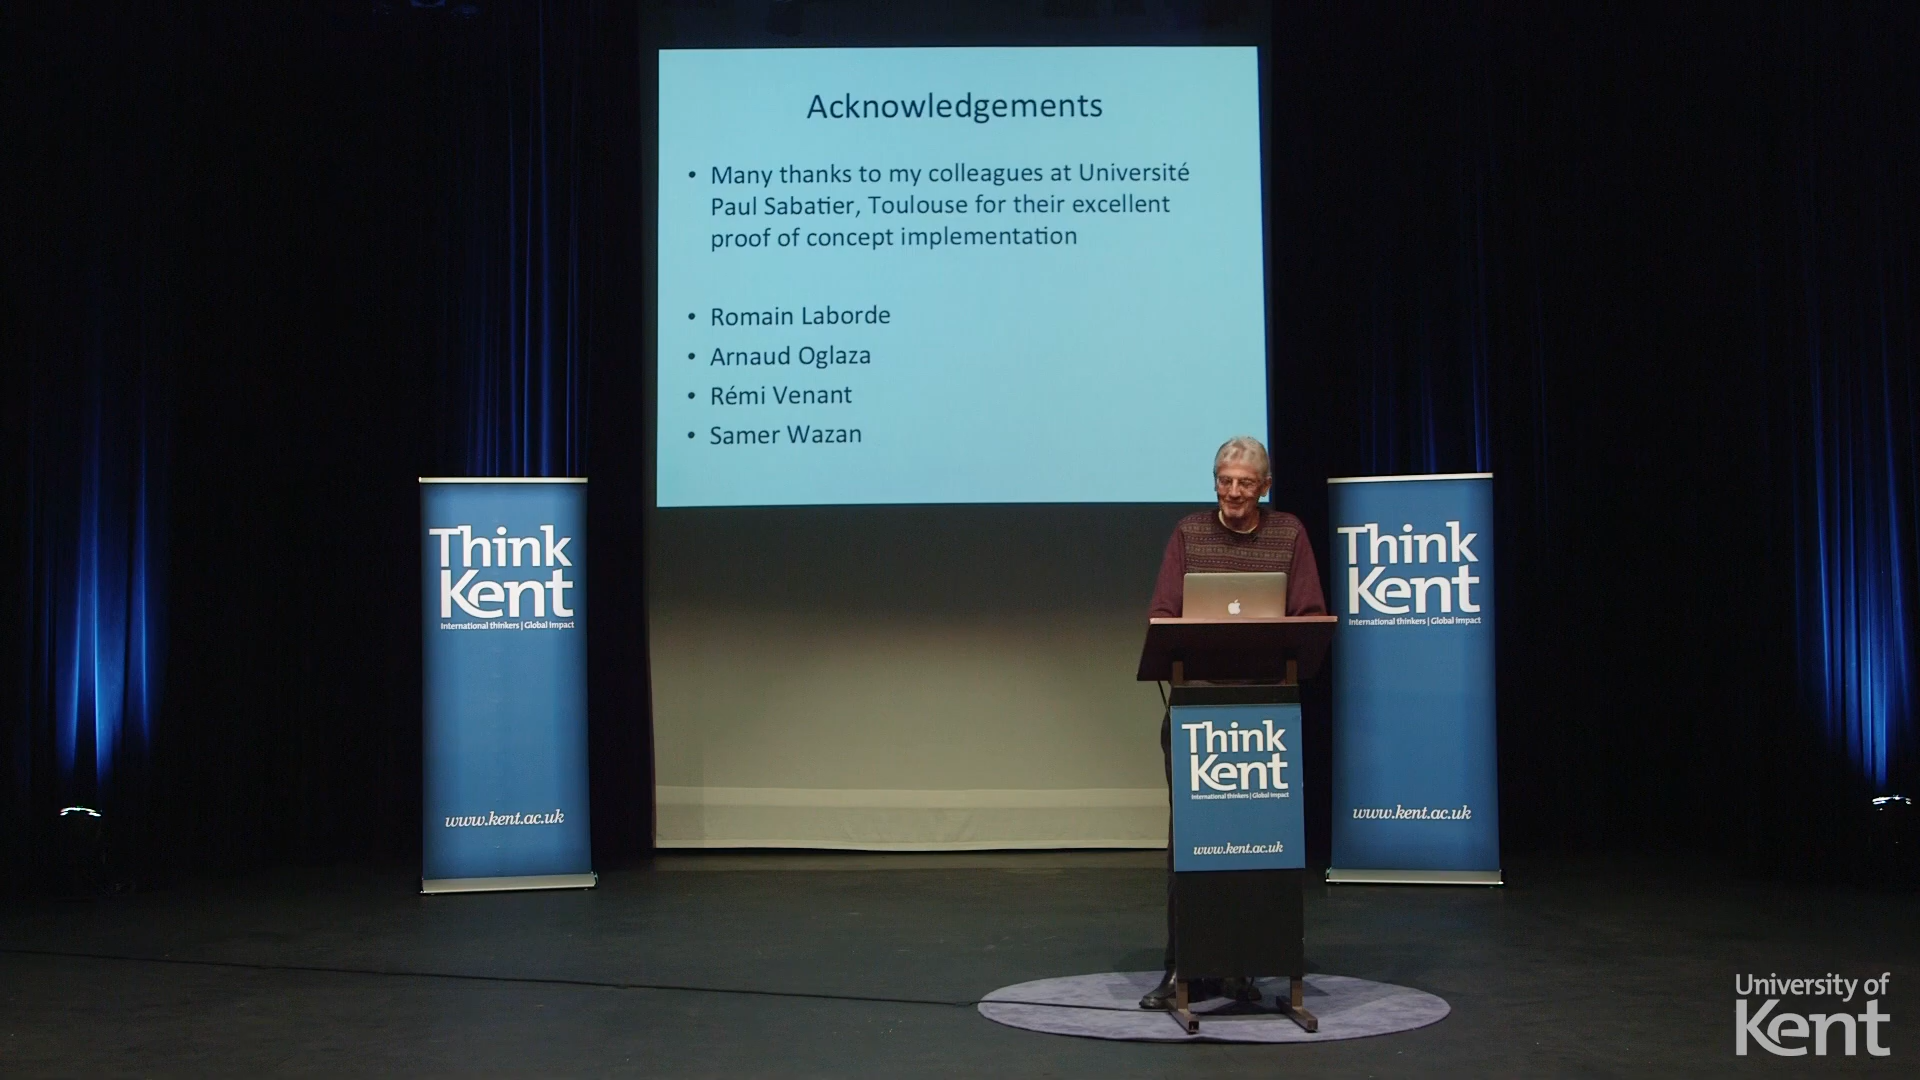 Acknowledgements
• Many thanks to my colleagues at Université
Paul Sabatier, Toulouse for their excellent
proof of concept implementation
• Romain Laborde
• Arnaud Oglaza
• Rémi Venant
• Samer Wazan
Think
Kent
International thinkers | Global impact
www.kent.ac.uk
Think
Kent
International thinkers | Global impact
www.kent.ac.uk
Think
Kent
International thinkers | Global impact
www.kent.ac.uk
University of
Kent